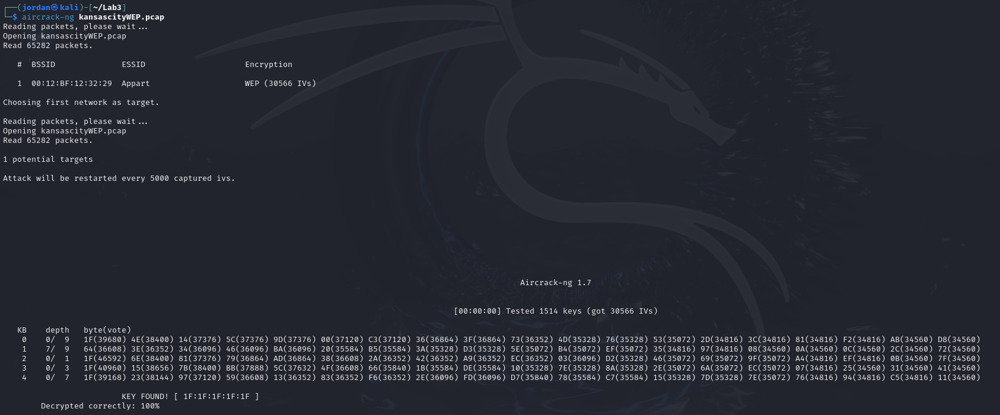 ┌──(jordan㉿kali)-[~/Lab3]
└─$ aircrack-ng kansascityWEP.pcap
Reading packets, please wait...
Opening kansascityWEP.pcap
Read 65282 packets.
# BSSID ESSID Encryption
1 00:12:BF:12:32:29 Appart WEP (30566 IVs)
Choosing first network as target.
Reading packets, please wait...
Opening kansascityWEP.pcap
Read 65282 packets.
1 potential targets
Attack will be restarted every 5000 captured ivs.
Aircrack-ng 1.7
[00:00:00] Tested 1514 keys (got 30566 IVs)
KB depth byte(vote)
0 0/ 9 1F(39680) 4E(38400) 14(37376) 5C(37376) 9D(37376) 00(37120) C3(37120) 36(36864) 3F(36864) 73(36352) 4D(35328) 76(35328) 53(35072) 2D(34816) 3C(34816) 81(34816) F2(34816) AB(34560) D8(34560)
1 7/ 9 64(36608) 3E(36352) 34(36096) 46(36096) BA(36096) 20(35584) B5(35584) 3A(35328) D3(35328) 5E(35072) B4(35072) EF(35072) 35(34816) 97(34816) 08(34560) 0A(34560) 0C(34560) 2C(34560) 72(34560)
2 0/ 1 1F(46592) 6E(38400) 81(37376) 79(36864) AD(36864) 38(36608) 2A(36352) 42(36352) A9(36352) EC(36352) 03(36096) D2(35328) 46(35072) 69(35072) 9F(35072) A4(34816) EF(34816) 0B(34560) 7F(34560)
3 0/ 3 1F(40960) 15(38656) 7B(38400) BB(37888) 5C(37632) 4F(36608) 66(35840) 1B(35584) DE(35584) 10(35328) 7E(35328) 8A(35328) 2E(35072) 6A(35072) EC(35072) 07(34816) 25(34560) 31(34560) 41(34560)
4 0/ 7 1F(39168) 23(38144) 97(37120) 59(36608) 13(36352) 83(36352) F6(36352) 2E(36096) FD(36096) D7(35840) 78(35584) C7(35584) 15(35328) 7D(35328) 7E(35072) 76(34816) 94(34816) C5(34816) 11(34560)
KEY FOUND! [ 1F:1F:1F:1F:1F ]
Decrypted correctly: 100%